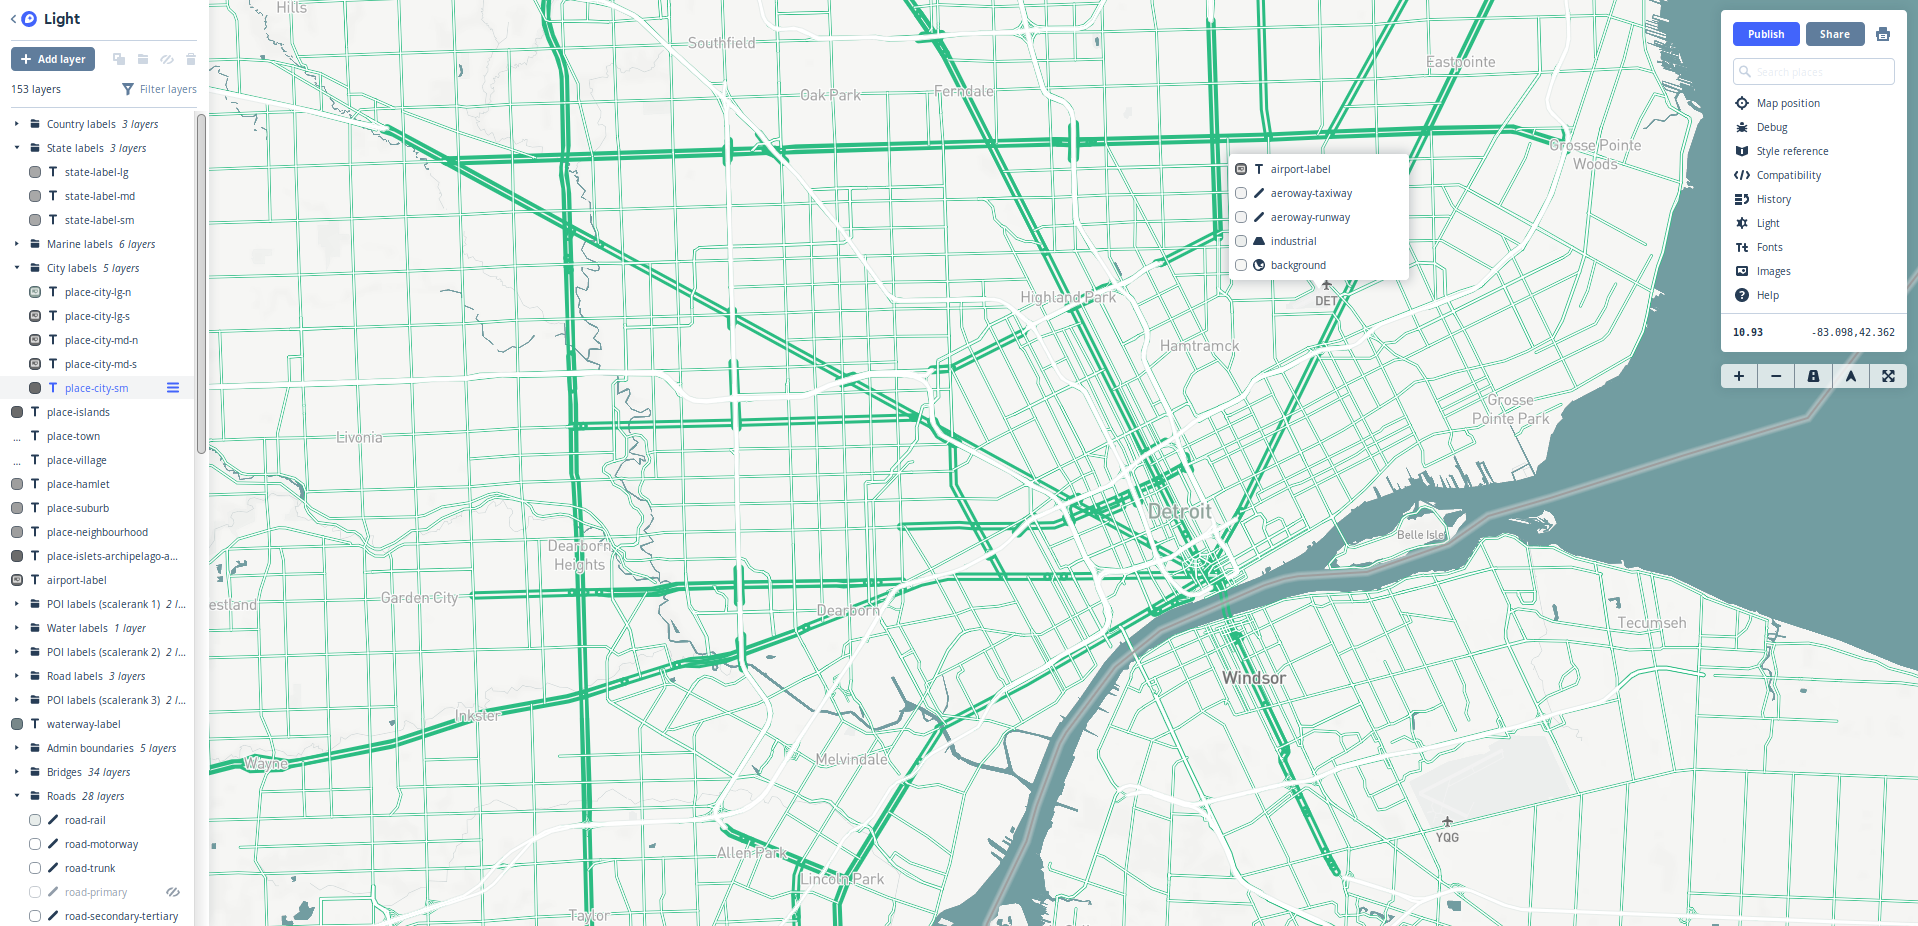 Light
Add layer
153 layers
Filter layers
Country labels 3 layers
State labels 3 layers
state-label-lg
state-label-md
state-label-sm
Marine labels 6 layers
City labels 5 layers
place-city-lg-n
place-city-lg-s
place-city-md-n
place-city-md-s
place-city-sm
place-islands
... place-town
... place-village
place-hamlet
place-suburb
place-neighbourhood
place-islets-archipelago-a...
airport-label
POI labels (scalerank 1) 2 l...
Water labels 1 layer
POI labels (scalerank 2) 2 l...
Road labels 3 layers
POI labels (scalerank 3) 2 l...
waterway-label
Admin boundaries 5 layers
Bridges 34 layers
Roads 28 layers
road-rail
road-motorway
road-trunk
road-primary
road-secondary-tertiary
Hills
Southfield
Oak Park
Ferndale
Eastpointe
Grosse Pointe
Woods
airport-label
aeroway-taxiway
aeroway-runway
industrial
background
DET
Highland Park
Hamtramck
Grosse
Pointe Park
Livonia
Detroit
Belle Isle
Dearborn
Heights
Garden City
estland
Dearborn
Tecumseh
Windsor
Inkster
Wayne
Melvindale
YQG
Allen Park
Lincoln Park
Taylor
Publish
Share
Search places
Map position
Debug
Style reference
Compatibility
History
Light
Fonts
Images
Help
10.93
-83.098,42.362